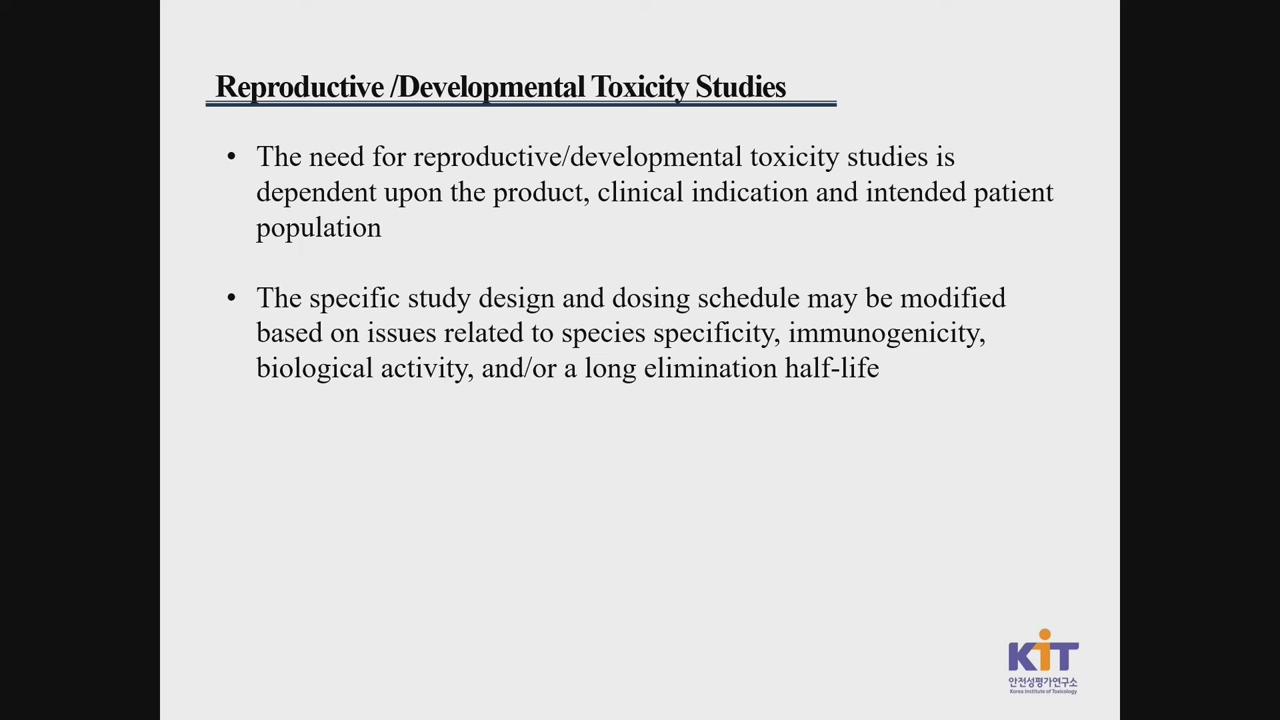 Reproductive /Developmental Toxicity Studies
• The need for reproductive/developmental toxicity studies is
dependent upon the product, clinical indication and intended patient
population
• The specific study design and dosing schedule may be modified
based on issues related to species specificity, immunogenicity,
biological activity, and/or a long elimination half-life
KiT
안전성평가연구소
Korea Institute of Toxicology